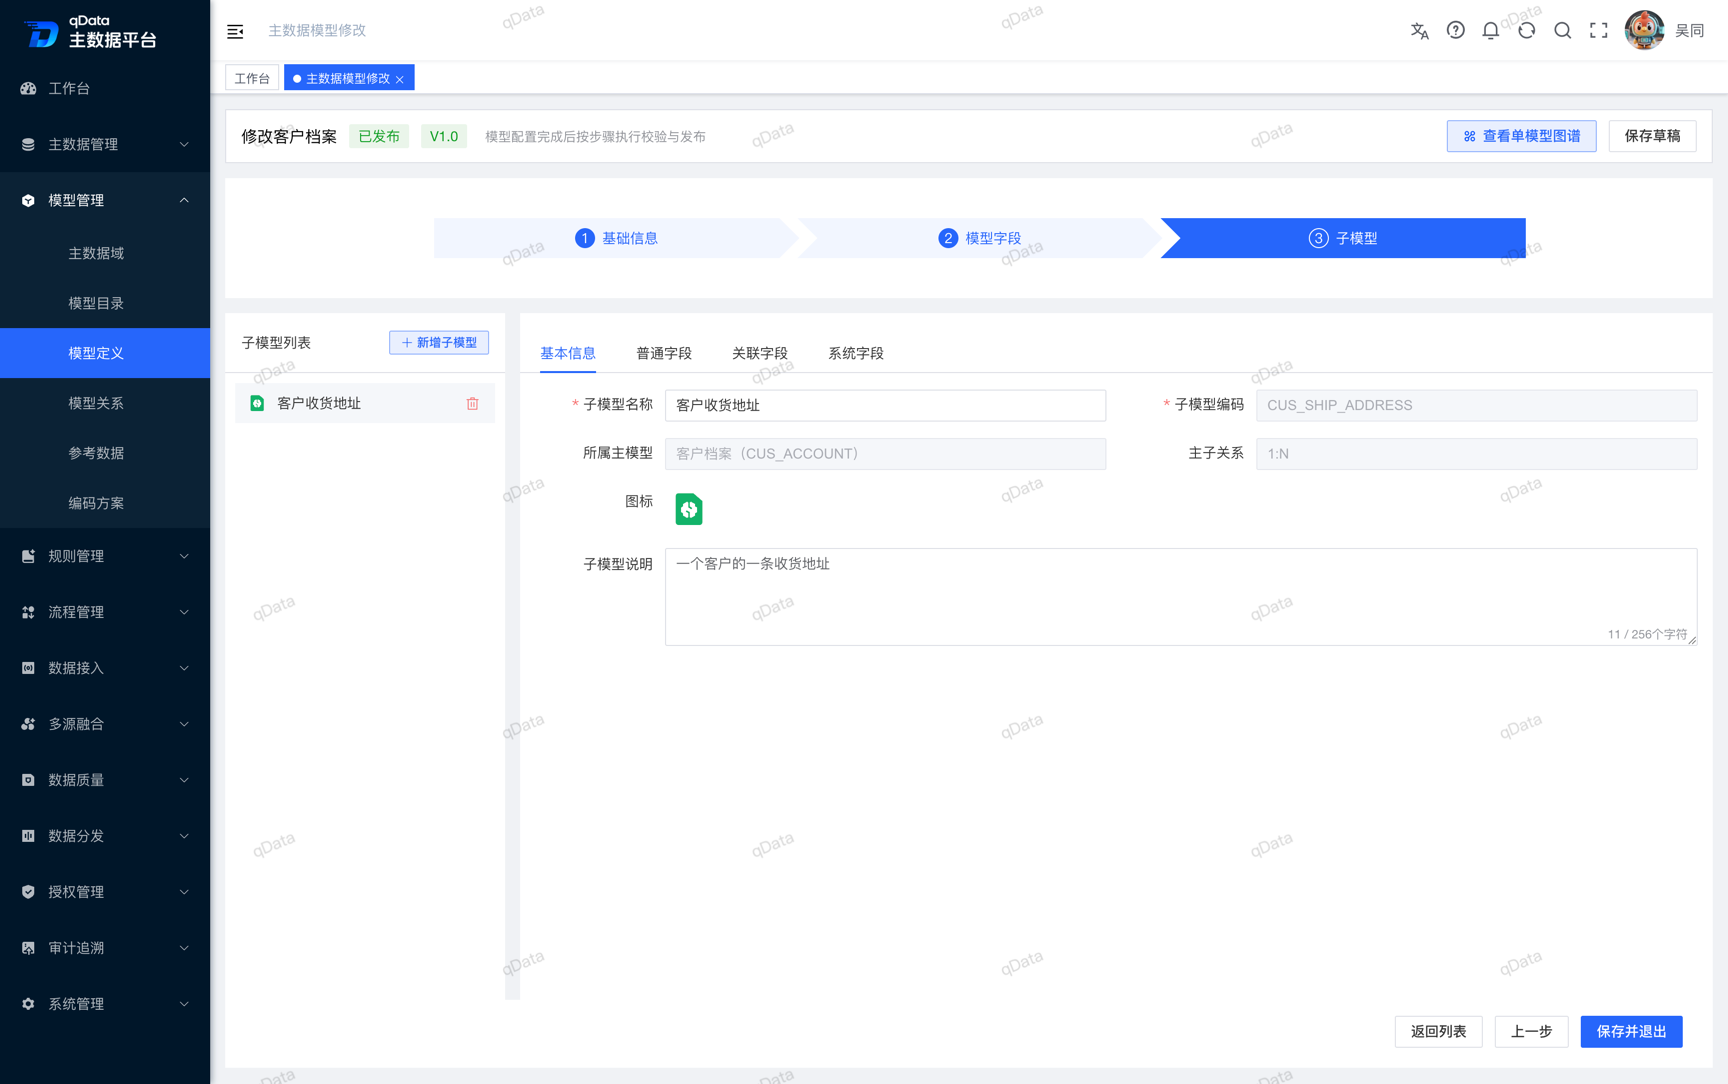 qData
主数据平台
主数据模型修改
吴同
工作台
主数据模型修改
工作台
主数据管理
模型管理
主数据域
模型目录
模型定义
模型关系
参考数据
编码方案
规则管理
流程管理
数据接入
多源融合
数据质量
数据分发
授权管理
审计追溯
系统管理
修改客户档案 已发布 V1.0 模型配置完成后按步骤执行校验与发布
查看单模型图谱 保存草稿
1 基础信息
2 模型字段
3 子模型
子模型列表 + 新增子模型
客户收货地址
基本信息 普通字段 关联字段 系统字段
* 子模型名称 客户收货地址
* 子模型编码 CUS_SHIP_ADDRESS
所属主模型 客户档案（CUS_ACCOUNT）
主子关系 1:N
图标
子模型说明 一个客户的一条收货地址
11 / 256个字符
返回列表 上一步 保存并退出
qData